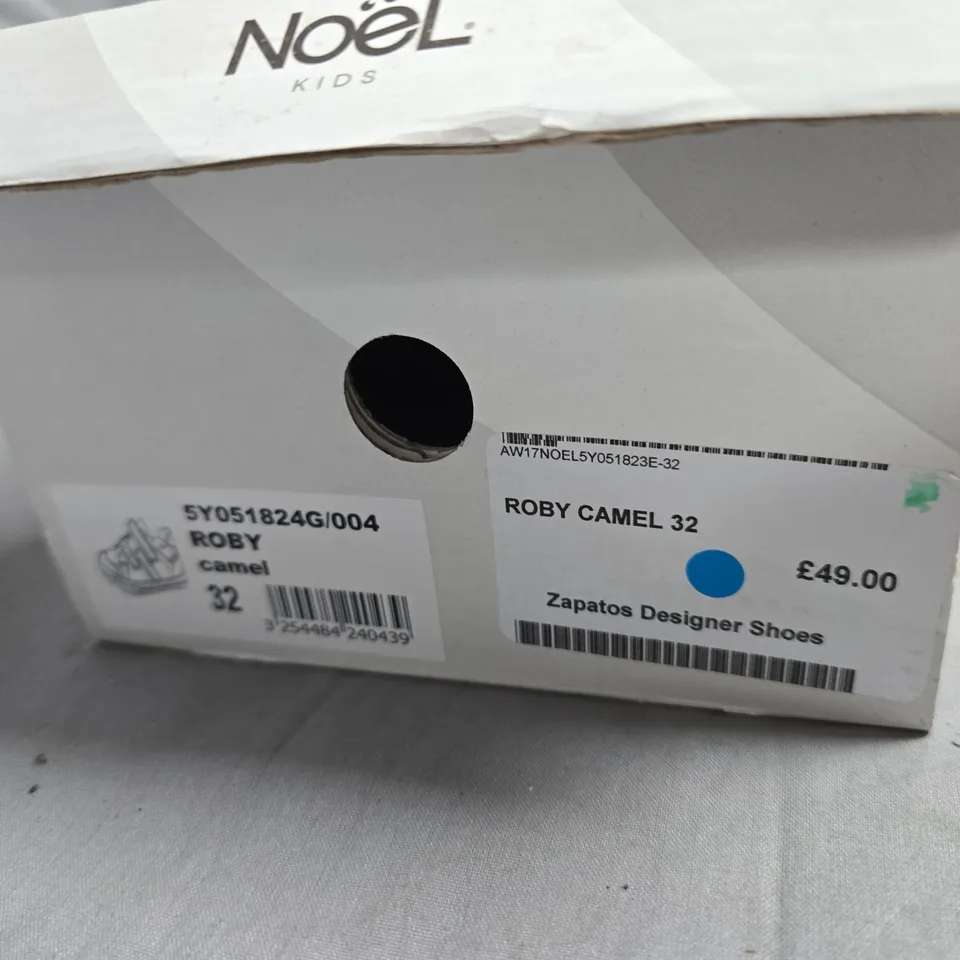 NOËL
KIDS
5Y051824G/004
ROBY
camel
32
3 254484 240439
AW17NOEL5Y051823E-32
ROBY CAMEL 32
£49.00
Zapatos Designer Shoes